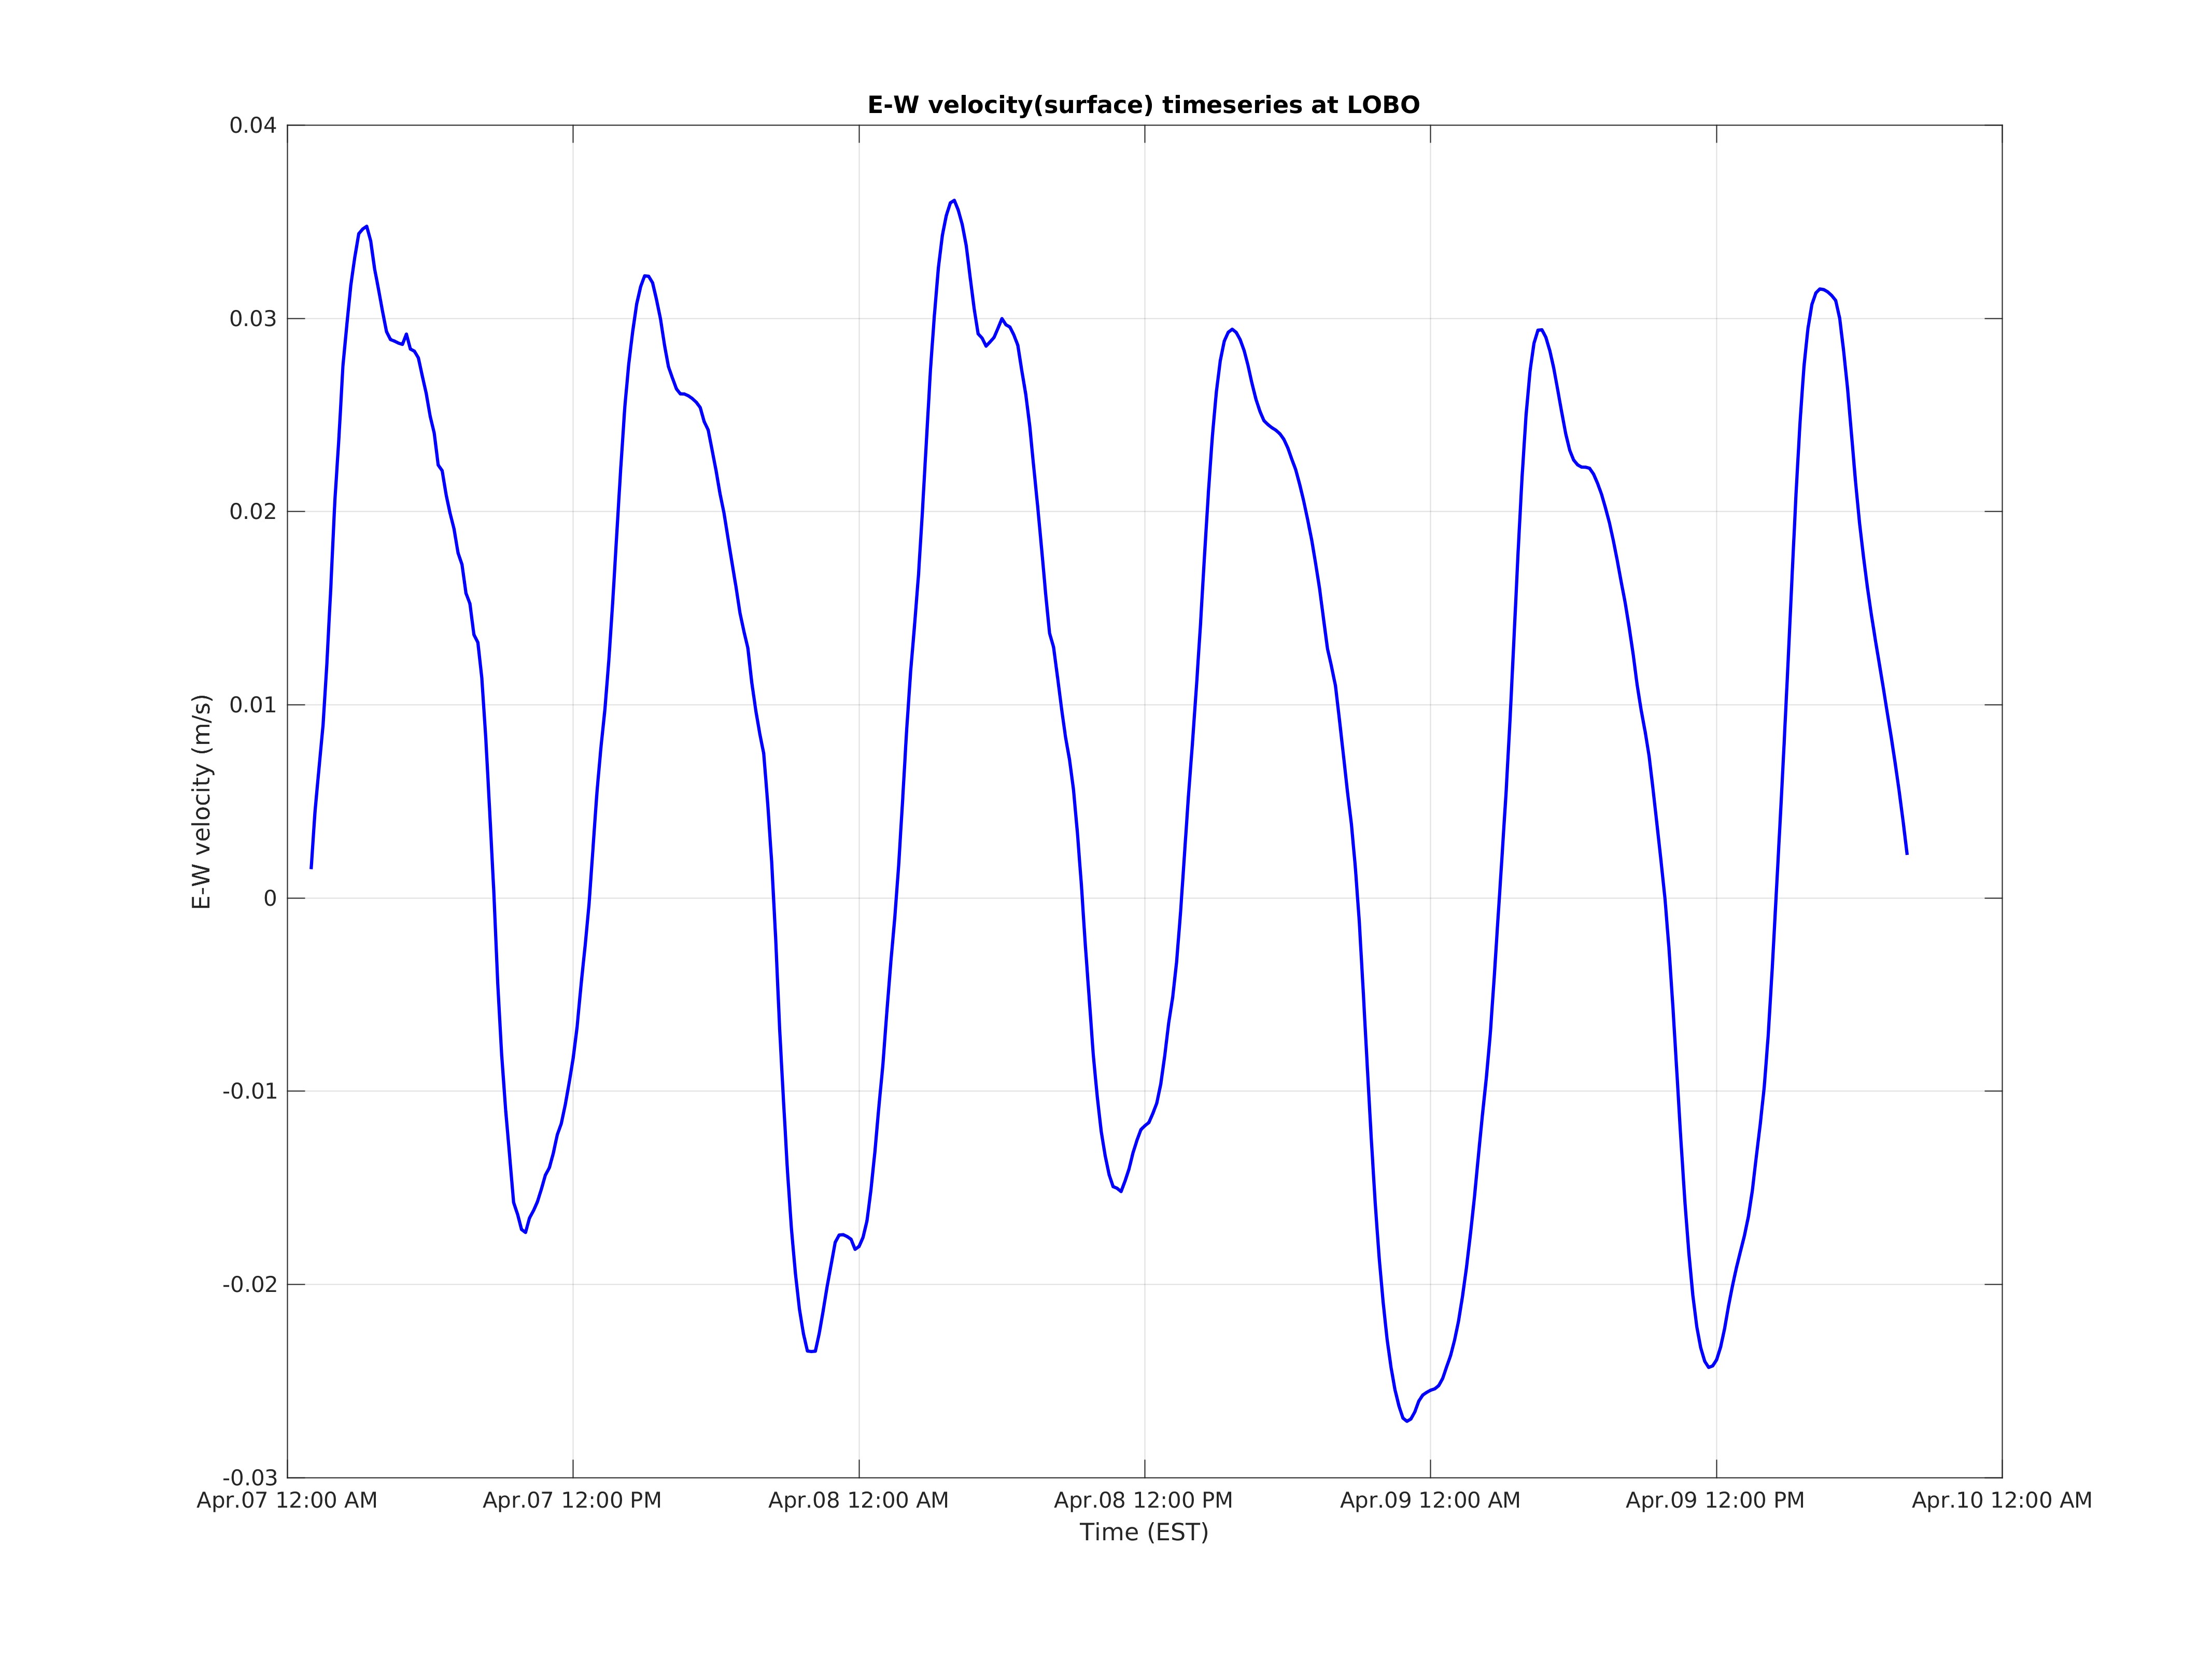 E-W velocity(surface) timeseries at LOBO
0.04
0.03
0.02
0.01
0
-0.01
-0.02
-0.03
E-W velocity (m/s)
Apr.07 12:00 AM
Apr.07 12:00 PM
Apr.08 12:00 AM
Apr.08 12:00 PM
Apr.09 12:00 AM
Apr.09 12:00 PM
Apr.10 12:00 AM
Time (EST)